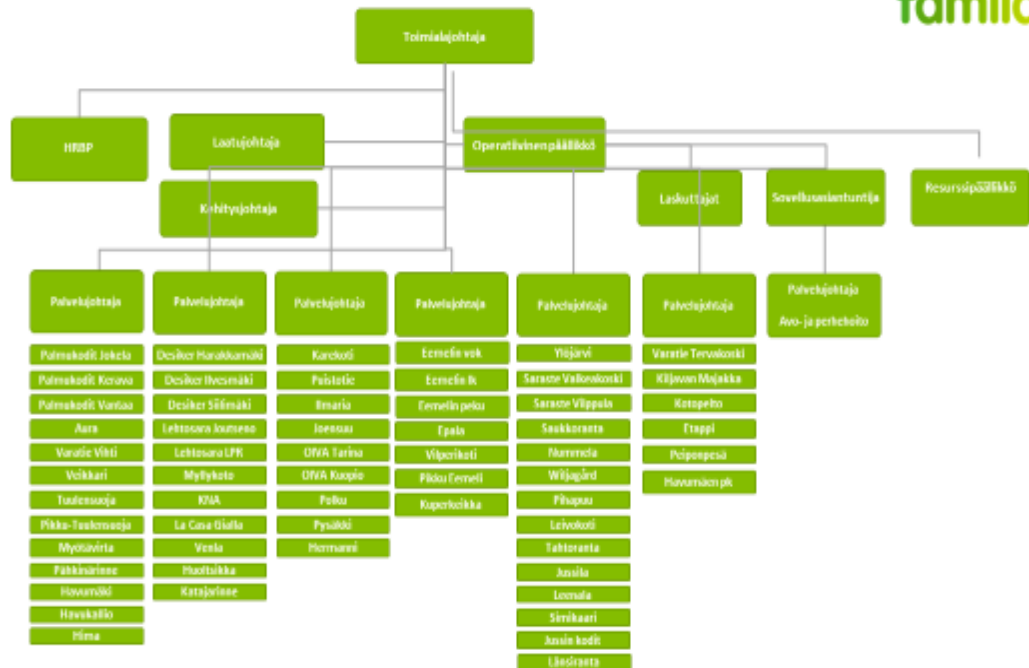 Toimialajohtaja
HRBP
Laatujohtaja
Operatiivinen päällikkö
Kehitysjohtaja
Laskuttajat
Sovellusasiantuntija
Resurssipäällikkö
Palvelujohtaja
Palmukodit Jokela
Palmukodit Kerava
Palmukodit Vantaa
Aura
Varatie Vihti
Veikkari
Tuulensuoja
Pikku-Tuulensuoja
Myötävirta
Pähkinärinne
Havumäki
Havukallio
Hima
Palvelujohtaja
Desiker Harakkamäki
Desiker Ilvesmäki
Desiker Siilimäki
Lehtosara Joutseno
Lehtosara LPR
Myllykoto
KNA
La Casa Gialla
Venla
Huoltsikka
Katajarinne
Palvelujohtaja
Karekoti
Puistotie
Ilmaria
Joensuu
OIVA Tarina
OIVA Kuopio
Polku
Pysäkki
Hermanni
Palvelujohtaja
Eemelin vok
Eemelin lk
Eemelin peku
Epala
Vilperikoti
Pikku Eemeli
Kuperkeikka
Palvelujohtaja
Ylöjärvi
Saraste Valkeakoski
Saraste Vilppula
Saukkoranta
Nummela
Wiljagård
Pihapuu
Leivokoti
Tahtoranta
Jussila
Leenala
Simikaari
Jussin kodit
Länsiranta
Palvelujohtaja
Varatie Tervakoski
Kiljavan Majakka
Kotopelto
Etappi
Peiponpesä
Havumäen pk
Palvelujohtaja
Avo- ja perhehoito